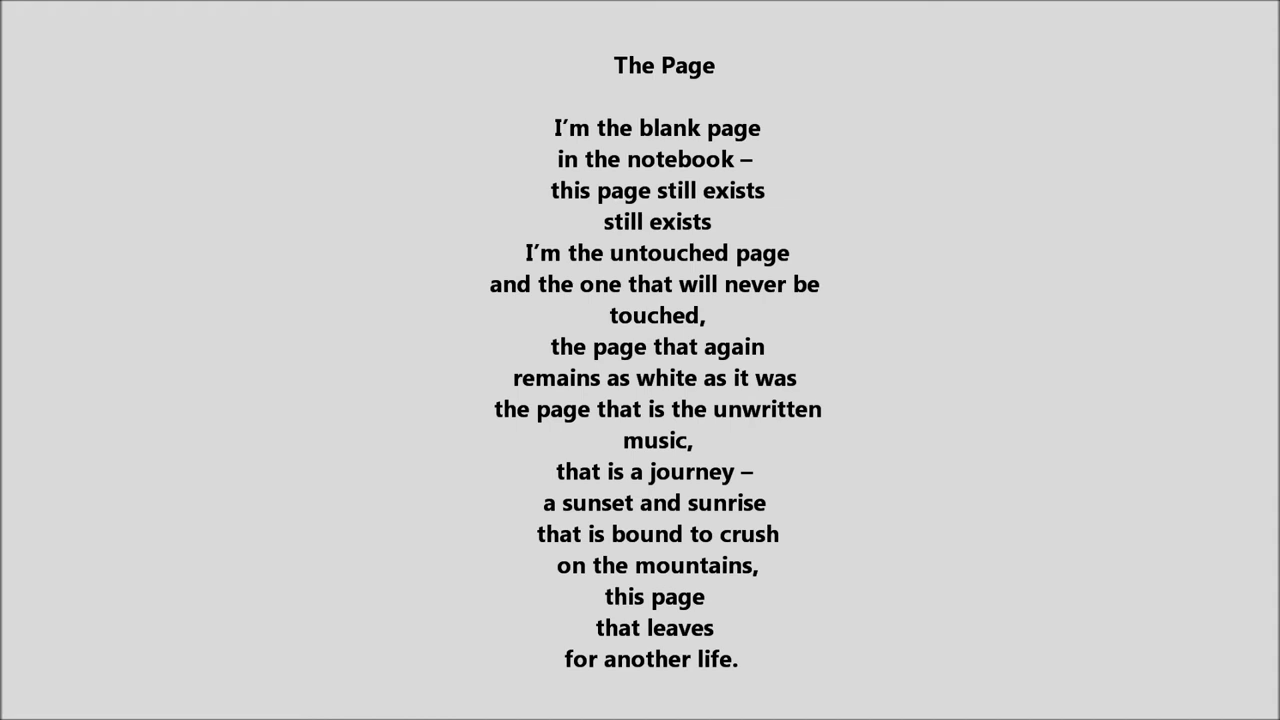 The Page
I’m the blank page
in the notebook –
this page still exists
still exists
I’m the untouched page
and the one that will never be
touched,
the page that again
remains as white as it was
the page that is the unwritten
music,
that is a journey –
a sunset and sunrise
that is bound to crush
on the mountains,
this page
that leaves
for another life.